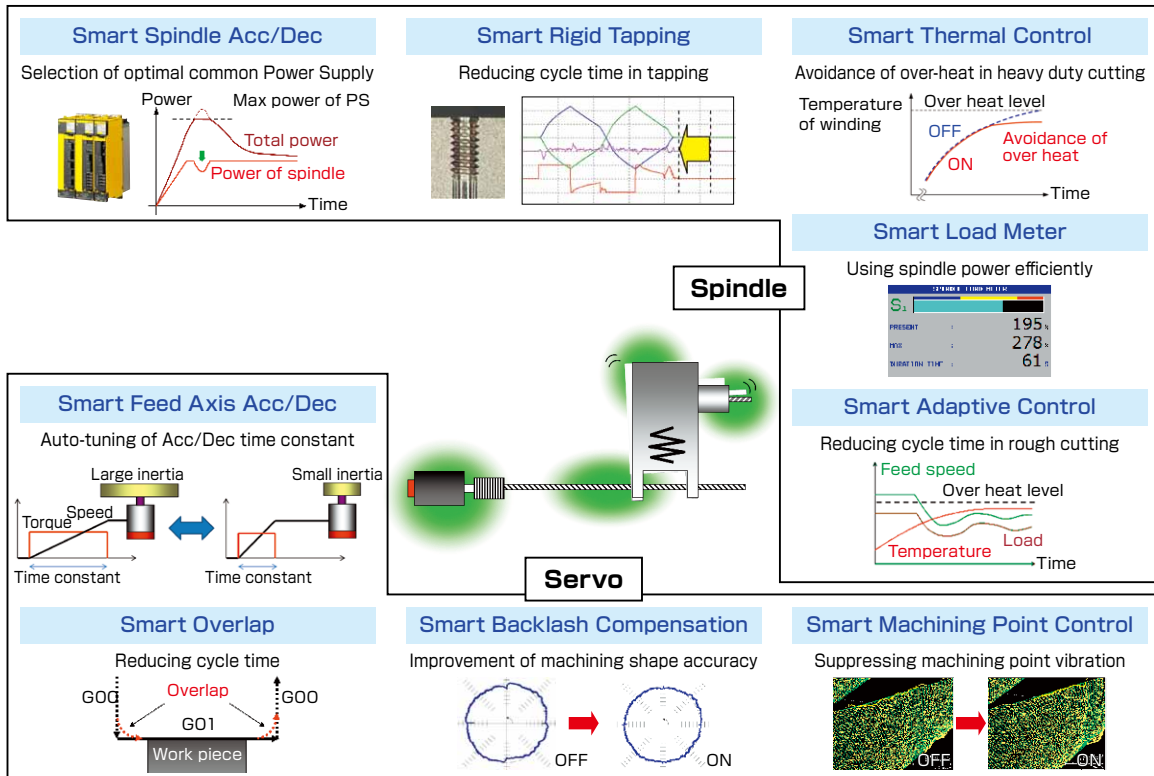 Smart Spindle Acc/Dec
Selection of optimal common Power Supply
Power
Max power of PS
Total power
Power of spindle
Time
Smart Rigid Tapping
Reducing cycle time in tapping
Smart Thermal Control
Avoidance of over-heat in heavy duty cutting
Temperature
of winding
Over heat level
OFF
Avoidance of
over heat
ON
Time
Smart Load Meter
Using spindle power efficiently
SPINDLE LOAD METER
S1
PRESENT : 195 %
MAX : 278 %
DURATION TIME : 61 S
Spindle
Smart Adaptive Control
Reducing cycle time in rough cutting
Feed speed
Over heat level
Temperature
Load
Time
Smart Feed Axis Acc/Dec
Auto-tuning of Acc/Dec time constant
Large inertia
Small inertia
Torque
Speed
Time constant
Time constant
Servo
Smart Overlap
Reducing cycle time
G00
Overlap
G00
G01
Work piece
Smart Backlash Compensation
Improvement of machining shape accuracy
OFF
ON
Smart Machining Point Control
Suppressing machining point vibration
OFF
ON